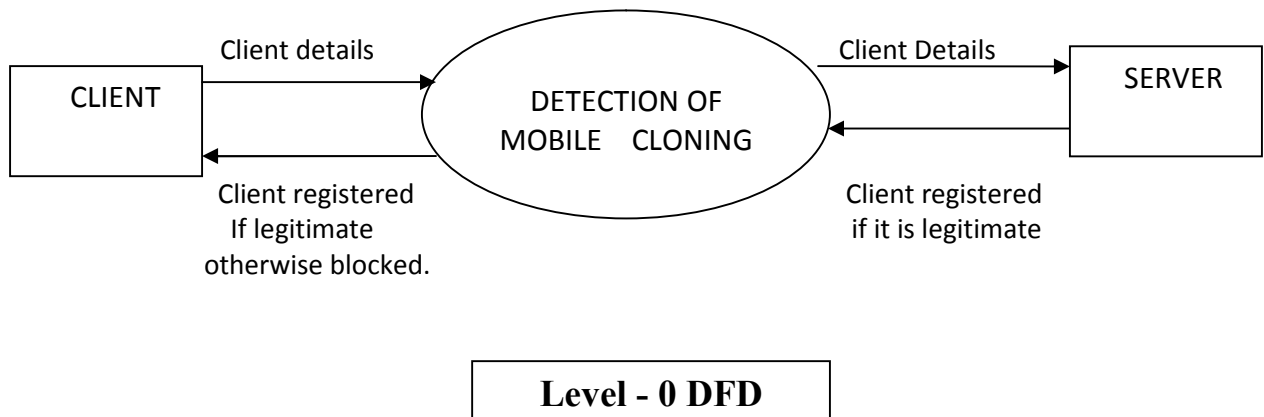 Client details
Client Details
CLIENT
SERVER
DETECTION OF
MOBILE CLONING
Client registered
If legitimate
otherwise blocked.
Client registered
if it is legitimate
Level - 0 DFD